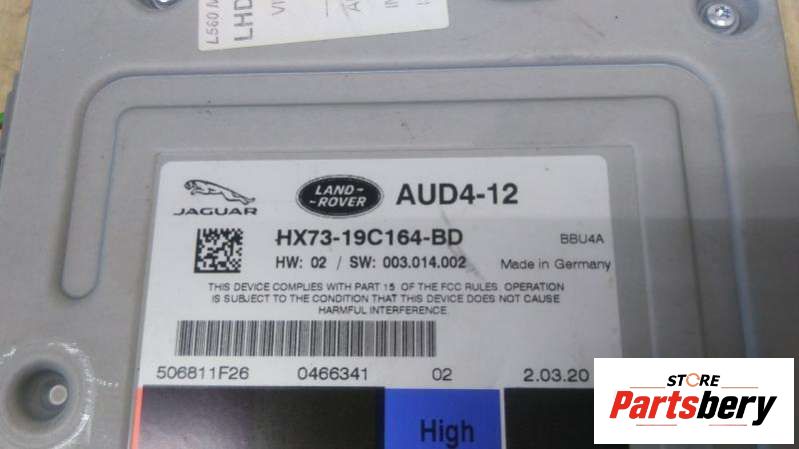 L560 M
LHD
VI
JAGUAR
LAND-
-ROVER
AUD4-12
HX73-19C164-BD
BBU4A
HW: 02 / SW: 003.014.002
Made in Germany
THIS DEVICE COMPLIES WITH PART 15 OF THE FCC RULES. OPERATION
IS SUBJECT TO THE CONDITION THAT THIS DEVICE DOES NOT CAUSE
HARMFUL INTERFERENCE.
506811F26 0466341 02 2.03.20
High
STORE
Partsbery